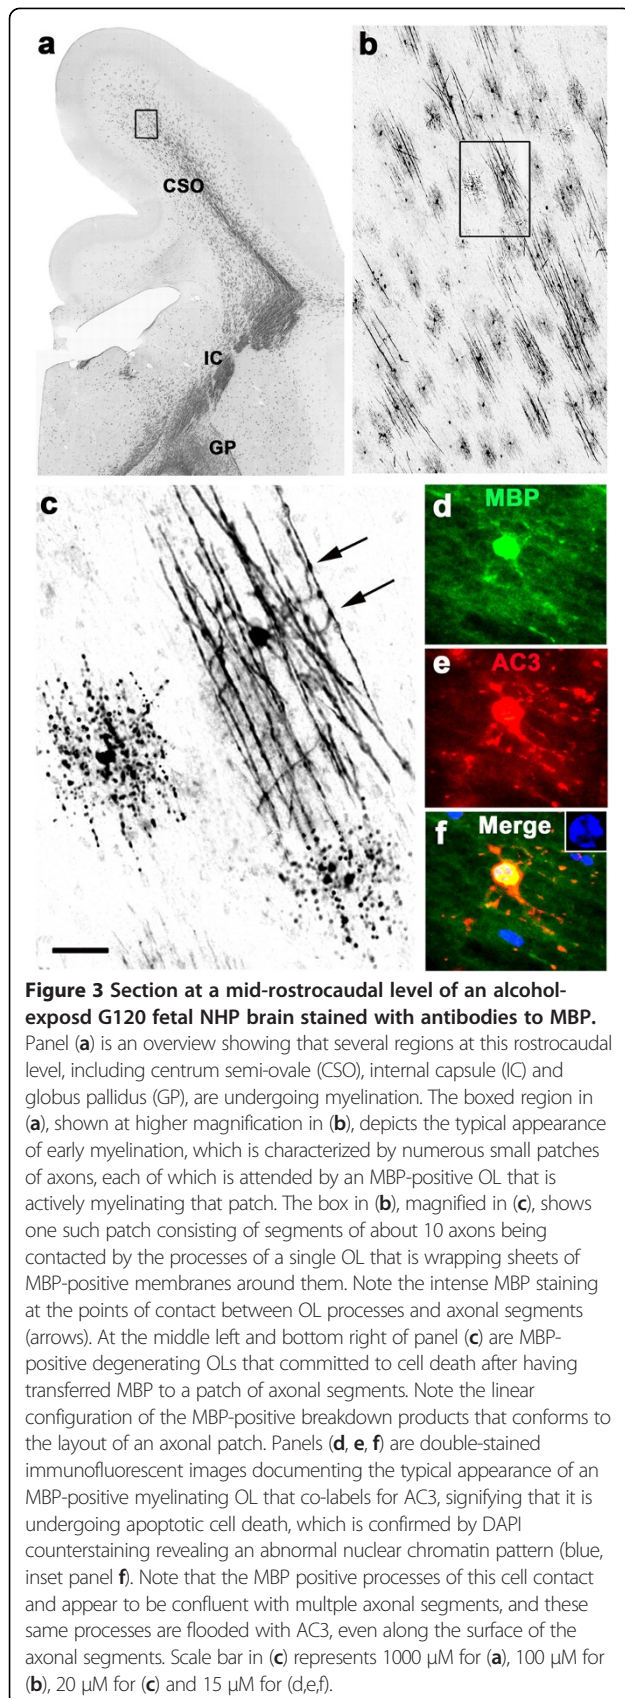 a
b
CSO
IC
GP
c
d
MBP
e
AC3
f
Merge
Figure 3 Section at a mid-rostrocaudal level of an alcohol-
exposd G120 fetal NHP brain stained with antibodies to MBP.
Panel (a) is an overview showing that several regions at this rostrocaudal
level, including centrum semi-ovale (CSO), internal capsule (IC) and
globus pallidus (GP), are undergoing myelination. The boxed region in
(a), shown at higher magnification in (b), depicts the typical appearance
of early myelination, which is characterized by numerous small patches
of axons, each of which is attended by an MBP-positive OL that is
actively myelinating that patch. The box in (b), magnified in (c), shows
one such patch consisting of segments of about 10 axons being
contacted by the processes of a single OL that is wrapping sheets of
MBP-positive membranes around them. Note the intense MBP staining
at the points of contact between OL processes and axonal segments
(arrows). At the middle left and bottom right of panel (c) are MBP-
positive degenerating OLs that committed to cell death after having
transferred MBP to a patch of axonal segments. Note the linear
configuration of the MBP-positive breakdown products that conforms to
the layout of an axonal patch. Panels (d, e, f) are double-stained
immunofluorescent images documenting the typical appearance of an
MBP-positive myelinating OL that co-labels for AC3, signifying that it is
undergoing apoptotic cell death, which is confirmed by DAPI
counterstaining revealing an abnormal nuclear chromatin pattern (blue,
inset panel f). Note that the MBP positive processes of this cell contact
and appear to be confluent with multple axonal segments, and these
same processes are flooded with AC3, even along the surface of the
axonal segments. Scale bar in (c) represents 1000 μM for (a), 100 μM for
(b), 20 μM for (c) and 15 μM for (d,e,f).